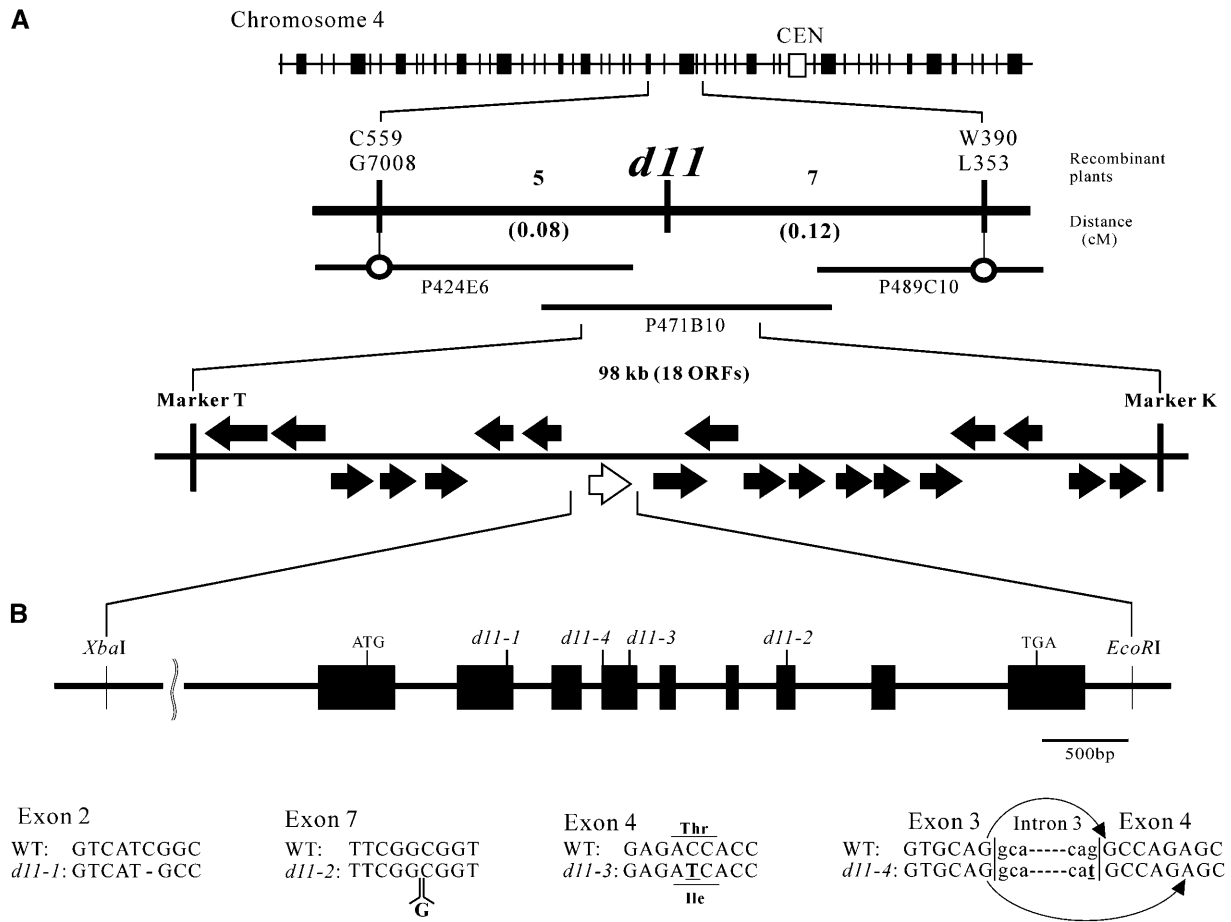 A
Chromosome 4
CEN
C559
G7008
d11
W390
L353
Recombinant
plants
5
7
(0.08)
(0.12)
Distance
(cM)
P424E6
P489C10
P471B10
98 kb (18 ORFs)
Marker T
Marker K
B
XbaI
ATG
d11-1
d11-4
d11-3
d11-2
TGA
EcoRI
500bp
Exon 2
WT: GTCATCGGC
d11-1: GTCAT-GCC
Exon 7
WT: TTCGGCGGT
d11-2: TTCGGCGGT
G
Exon 4
Thr
WT: GAGACCACC
d11-3: GAGATCACC
Ile
Exon 3 Intron 3 Exon 4
WT: GTGCAG gca-----cag GCCAGAGC
d11-4: GTGCAG gca-----cat GCCAGAGC